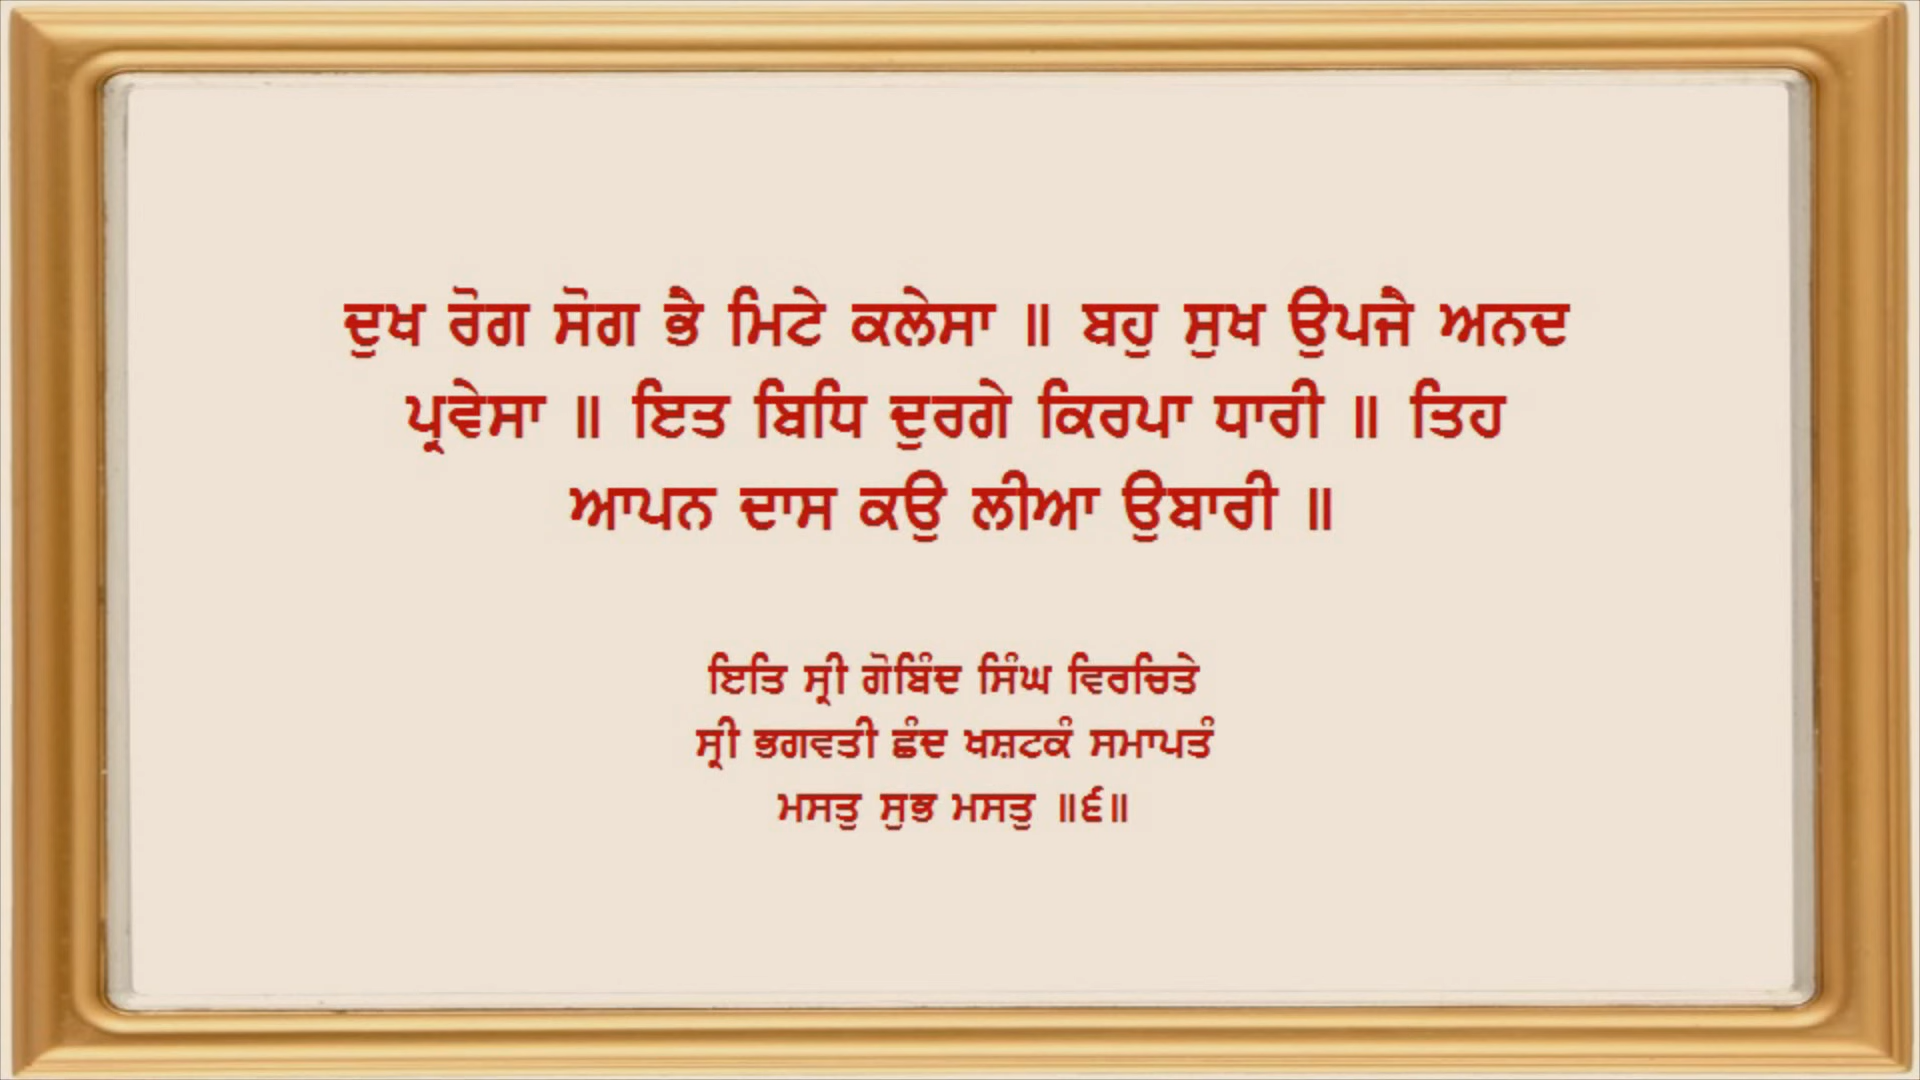 ਦੁਖ ਰੋਗ ਸੋਗ ਭੈ ਮਿਟੇ ਕਲੇਸਾ ॥ ਬਹੁ ਸੁਖ ਉਪਜੈ ਅਨਦ
ਪ੍ਰਵੇਸਾ ॥ ਇਤ ਬਿਧਿ ਦੁਰਗੇ ਕਿਰਪਾ ਧਾਰੀ ॥ ਤਿਹ
ਆਪਨ ਦਾਸ ਕਉ ਲੀਆ ਉਬਾਰੀ ॥
ਇਤਿ ਸ੍ਰੀ ਗੋਬਿੰਦ ਸਿੰਘ ਵਿਰਚਿਤੇ
ਸ੍ਰੀ ਭਗਵਤੀ ਛੰਦ ਖਸ਼ਟਕੰ ਸਮਾਪਤੰ
ਮਸਤੁ ਸੁਭ ਮਸਤੁ ॥੬॥